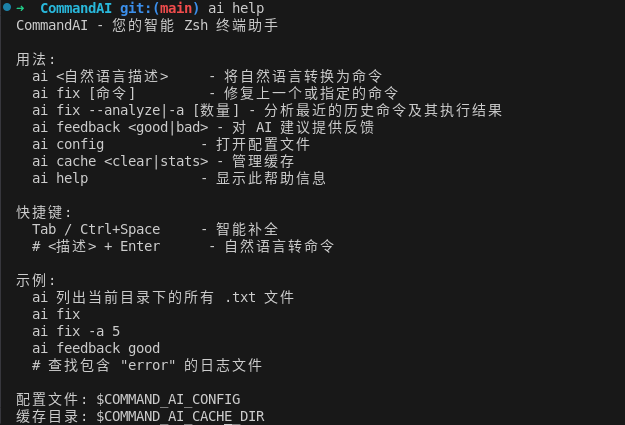 ➜  CommandAI git:(main) ai help
CommandAI - 您的智能 Zsh 终端助手
用法:
  ai <自然语言描述>     - 将自然语言转换为命令
  ai fix [命令]         - 修复上一个或指定的命令
  ai fix --analyze|-a [数量] - 分析最近的历史命令及其执行结果
  ai feedback <good|bad> - 对 AI 建议提供反馈
  ai config            - 打开配置文件
  ai cache <clear|stats> - 管理缓存
  ai help              - 显示此帮助信息
快捷键:
  Tab / Ctrl+Space     - 智能补全
  # <描述> + Enter      - 自然语言转命令
示例:
  ai 列出当前目录下的所有 .txt 文件
  ai fix
  ai fix -a 5
  ai feedback good
  # 查找包含 "error" 的日志文件
配置文件: $COMMAND_AI_CONFIG
缓存目录: $COMMAND_AI_CACHE_DIR